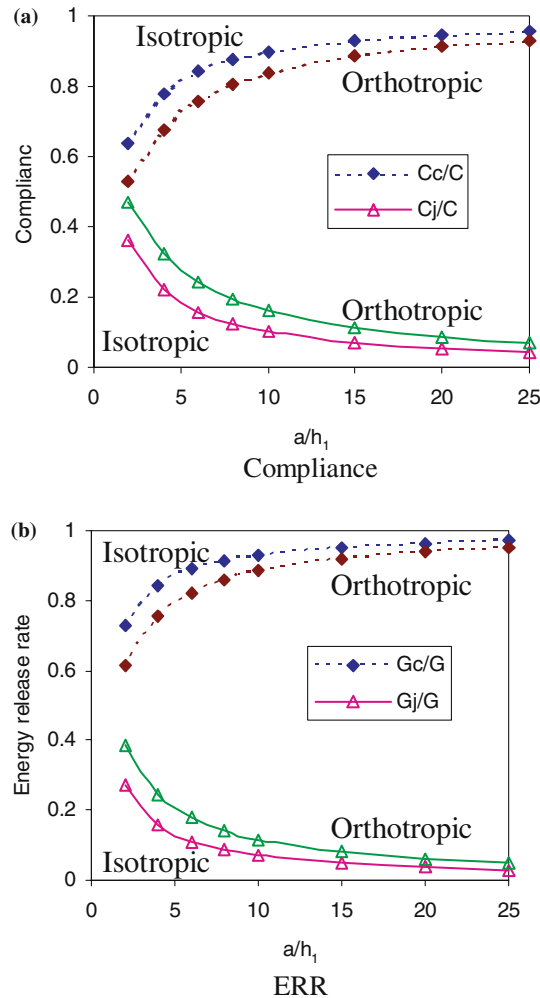 (a)
Isotropic
Orthotropic
Cc/C
Cj/C
Orthotropic
Isotropic
Complianc
1
0.8
0.6
0.4
0.2
0
0 5 10 15 20 25
a/h1
Compliance
(b)
Isotropic
Orthotropic
Gc/G
Gj/G
Orthotropic
Isotropic
Energy release rate
1
0.8
0.6
0.4
0.2
0
0 5 10 15 20 25
a/h1
ERR